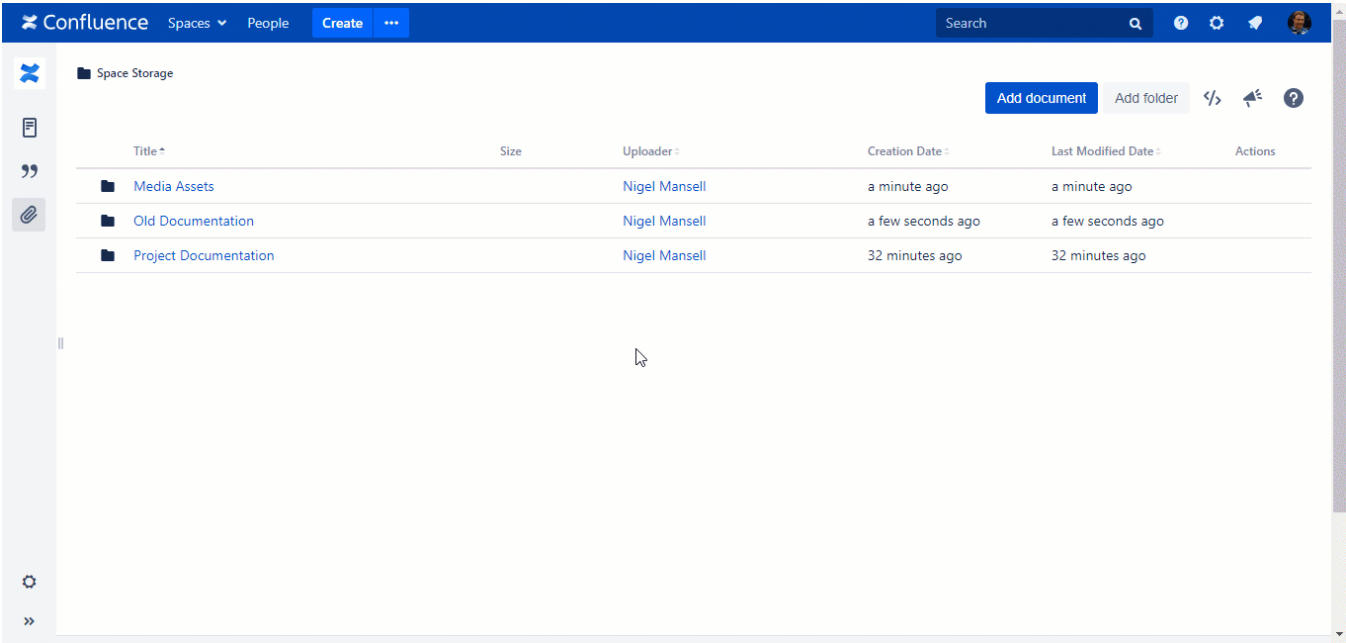 Confluence Spaces People Create ··· Search
Space Storage
Add document Add folder
Title Size Uploader Creation Date Last Modified Date Actions
Media Assets Nigel Mansell a minute ago a minute ago
Old Documentation Nigel Mansell a few seconds ago a few seconds ago
Project Documentation Nigel Mansell 32 minutes ago 32 minutes ago